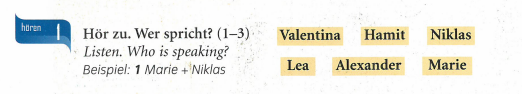 hören 1
Hör zu. Wer spricht? (1–3)
Listen. Who is speaking?
Beispiel: 1 Marie + Niklas
Valentina Hamit Niklas
Lea Alexander Marie